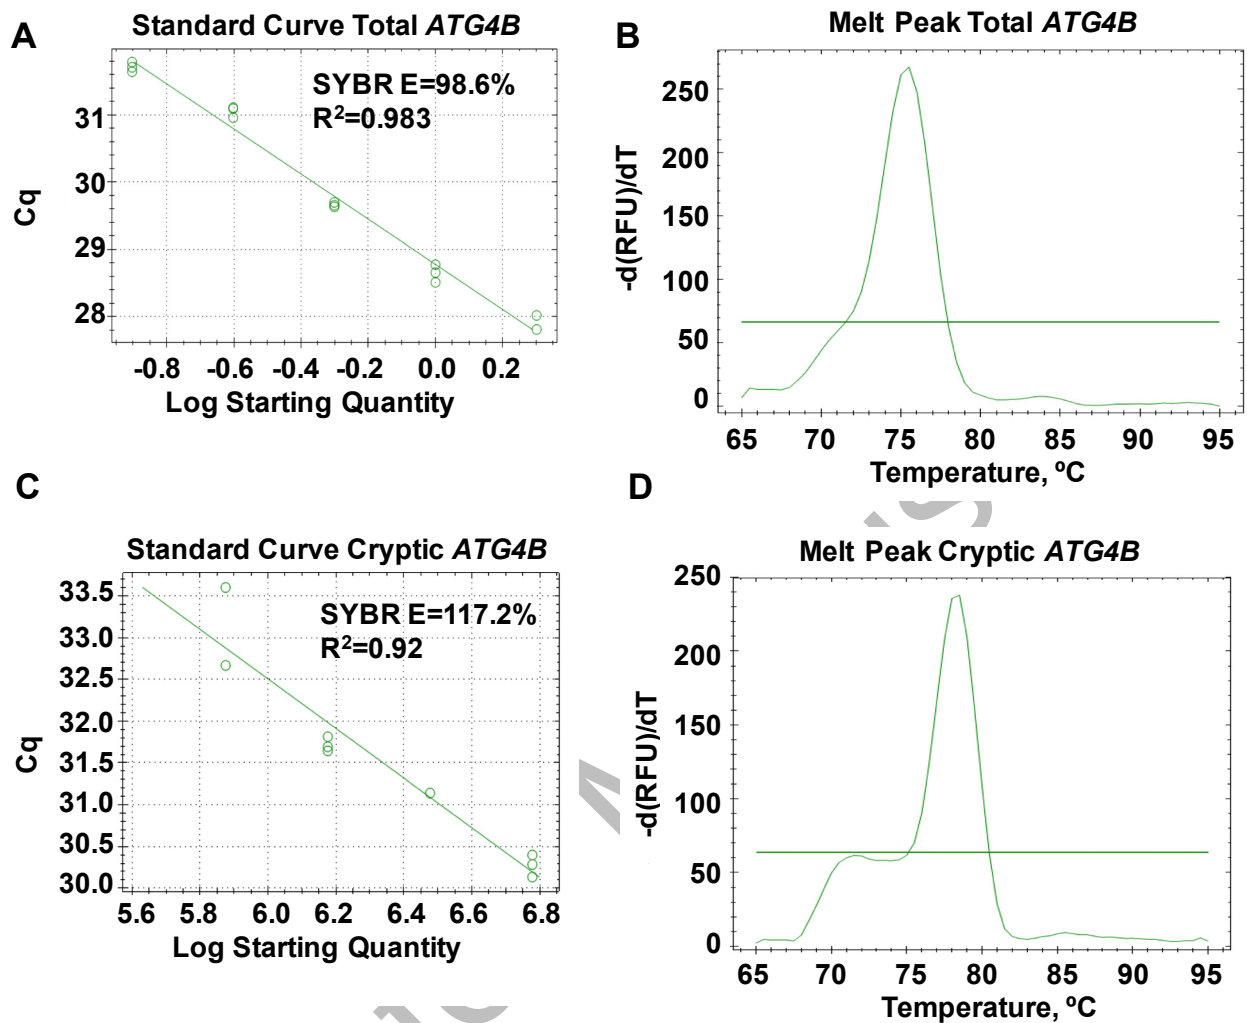 A
Standard Curve Total ATG4B
SYBR E=98.6%
R²=0.983
Cq
31
30
29
28
-0.8 -0.6 -0.4 -0.2 0.0 0.2
Log Starting Quantity
B
Melt Peak Total ATG4B
-d(RFU)/dT
250
200
150
100
50
0
65 70 75 80 85 90 95
Temperature, ºC
C
Standard Curve Cryptic ATG4B
SYBR E=117.2%
R²=0.92
Cq
33.5
33.0
32.5
32.0
31.5
31.0
30.5
30.0
5.6 5.8 6.0 6.2 6.4 6.6 6.8
Log Starting Quantity
D
Melt Peak Cryptic ATG4B
-d(RFU)/dT
250
200
150
100
50
0
65 70 75 80 85 90 95
Temperature, ºC